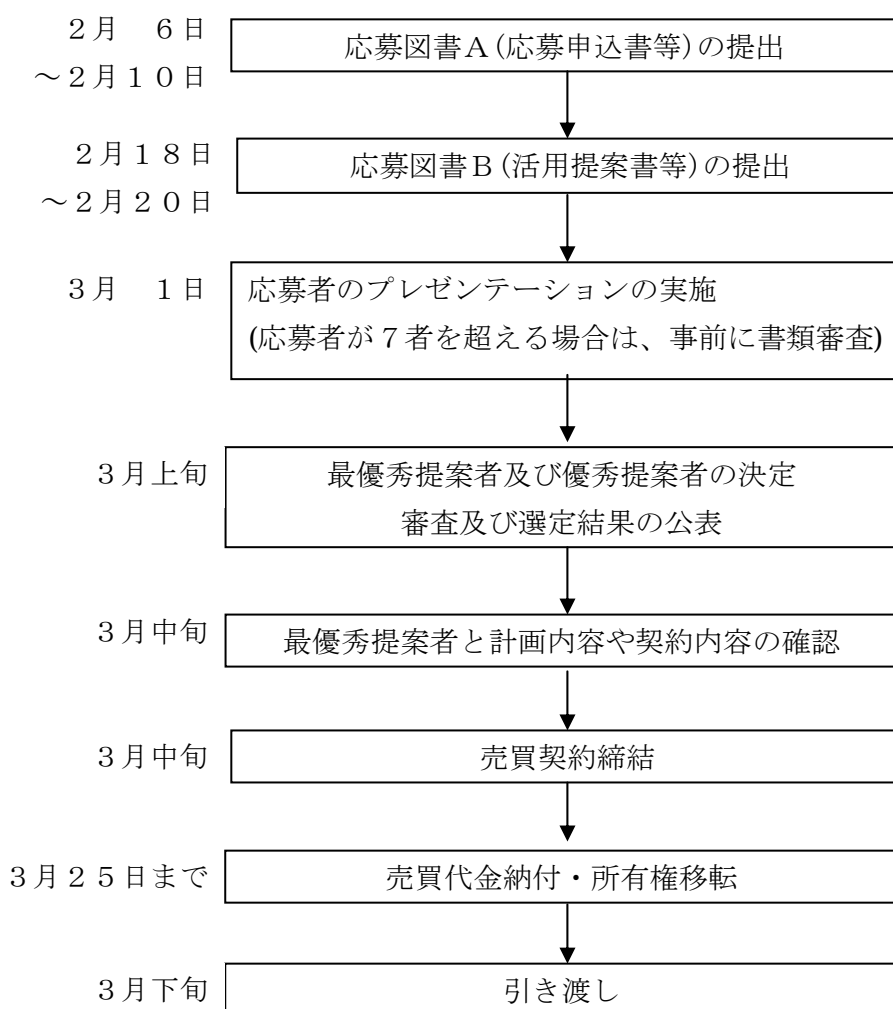 ２月　６日
～２月１０日
応募図書Ａ(応募申込書等)の提出
２月１８日
～２月２０日
応募図書Ｂ(活用提案書等)の提出
３月　１日
応募者のプレゼンテーションの実施
(応募者が７者を超える場合は、事前に書類審査)
３月上旬
最優秀提案者及び優秀提案者の決定
審査及び選定結果の公表
３月中旬
最優秀提案者と計画内容や契約内容の確認
３月中旬
売買契約締結
３月２５日まで
売買代金納付・所有権移転
３月下旬
引き渡し